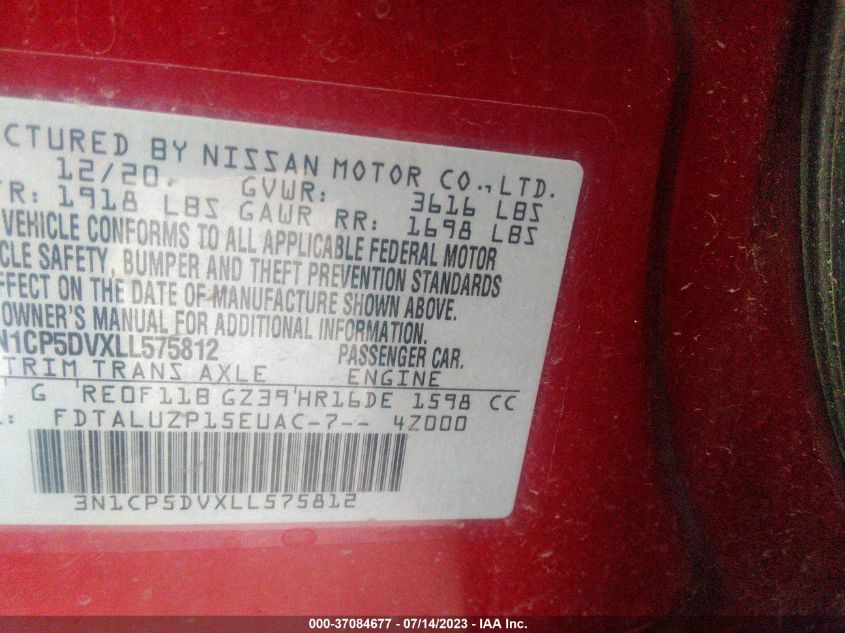 CTURED BY NISSAN MOTOR CO., LTD.
12/20 GVWR: 3616 LBS
TR: 1918 LBS GAWR RR: 1698 LBS
VEHICLE CONFORMS TO ALL APPLICABLE FEDERAL MOTOR
CLE SAFETY, BUMPER AND THEFT PREVENTION STANDARDS
FFECT ON THE DATE OF MANUFACTURE SHOWN ABOVE.
OWNER'S MANUAL FOR ADDITIONAL INFORMATION.
N1CP5DVXLL575812 PASSENGER CAR.
TRIM TRANS AXLE ENGINE
G RE0F11B GZ39 HR16DE 1598 CC
: FDTALUZP15EUAC-7-- 4Z000
3N1CP5DVXLL575812
000-37084677 - 07/14/2023 - IAA Inc.